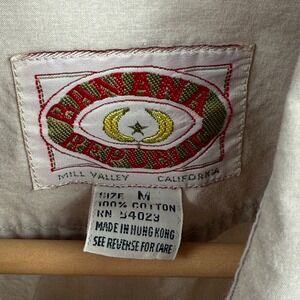 BANANA
REPUBLIC
MILL VALLEY CALIFORNIA
SIZE M
100% COTTON
RN 54023
MADE IN HONG KONG
SEE REVERSE FOR CARE